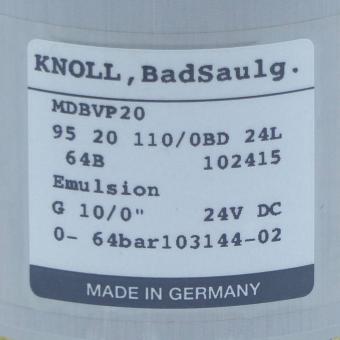 KNOLL,BadSaulg.
MDBVP20
95 20 110/0BD 24L
64B 102415
Emulsion
G 10/0" 24V DC
0- 64bar103144-02
MADE IN GERMANY